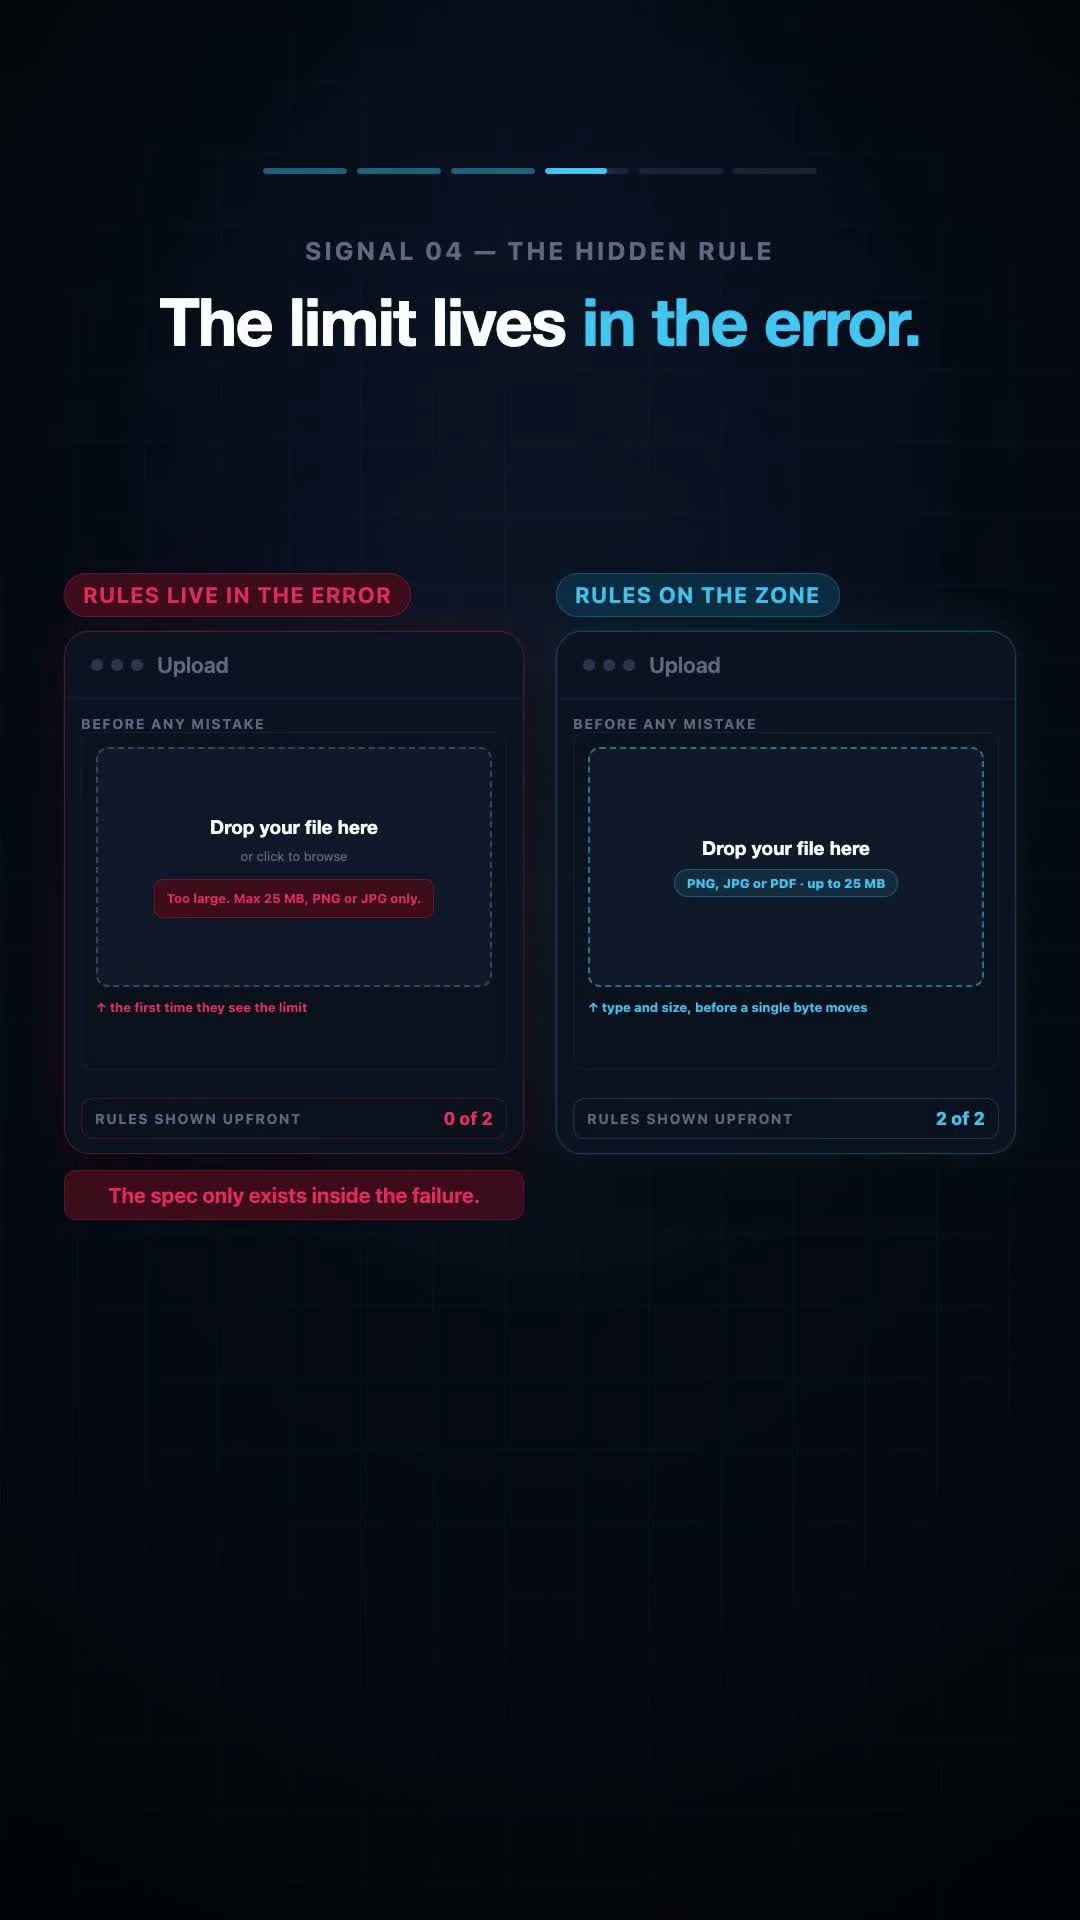 SIGNAL 04 — THE HIDDEN RULE
The limit lives in the error.
RULES LIVE IN THE ERROR
Upload
BEFORE ANY MISTAKE
Drop your file here
or click to browse
Too large. Max 25 MB, PNG or JPG only.
↑ the first time they see the limit
RULES SHOWN UPFRONT
0 of 2
The spec only exists inside the failure.
RULES ON THE ZONE
Upload
BEFORE ANY MISTAKE
Drop your file here
PNG, JPG or PDF · up to 25 MB
↑ type and size, before a single byte moves
RULES SHOWN UPFRONT
2 of 2